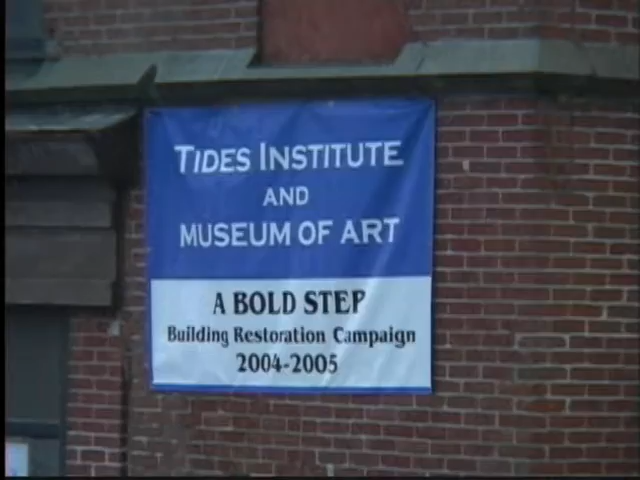 TIDES INSTITUTE
AND
MUSEUM OF ART
A BOLD STEP
Building Restoration Campaign
2004-2005